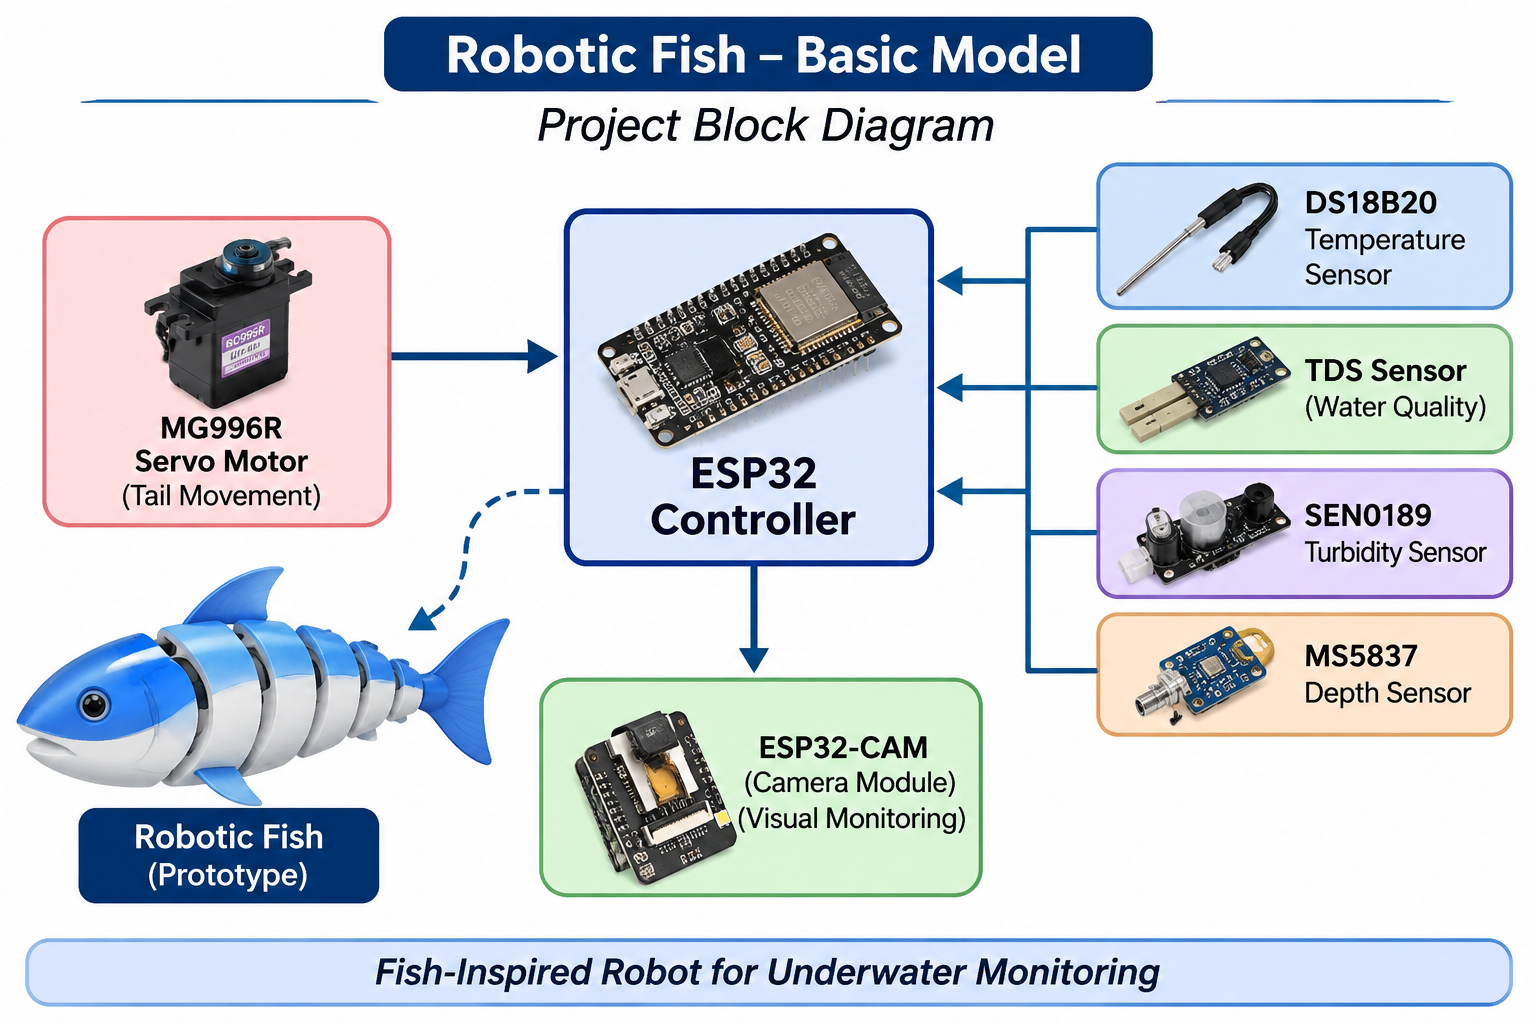 Robotic Fish – Basic Model
Project Block Diagram
MG996R
Servo Motor
(Tail Movement)
ESP32
Controller
DS18B20
Temperature
Sensor
TDS Sensor
(Water Quality)
SEN0189
Turbidity Sensor
MS5837
Depth Sensor
ESP32-CAM
(Camera Module)
(Visual Monitoring)
Robotic Fish
(Prototype)
Fish-Inspired Robot for Underwater Monitoring